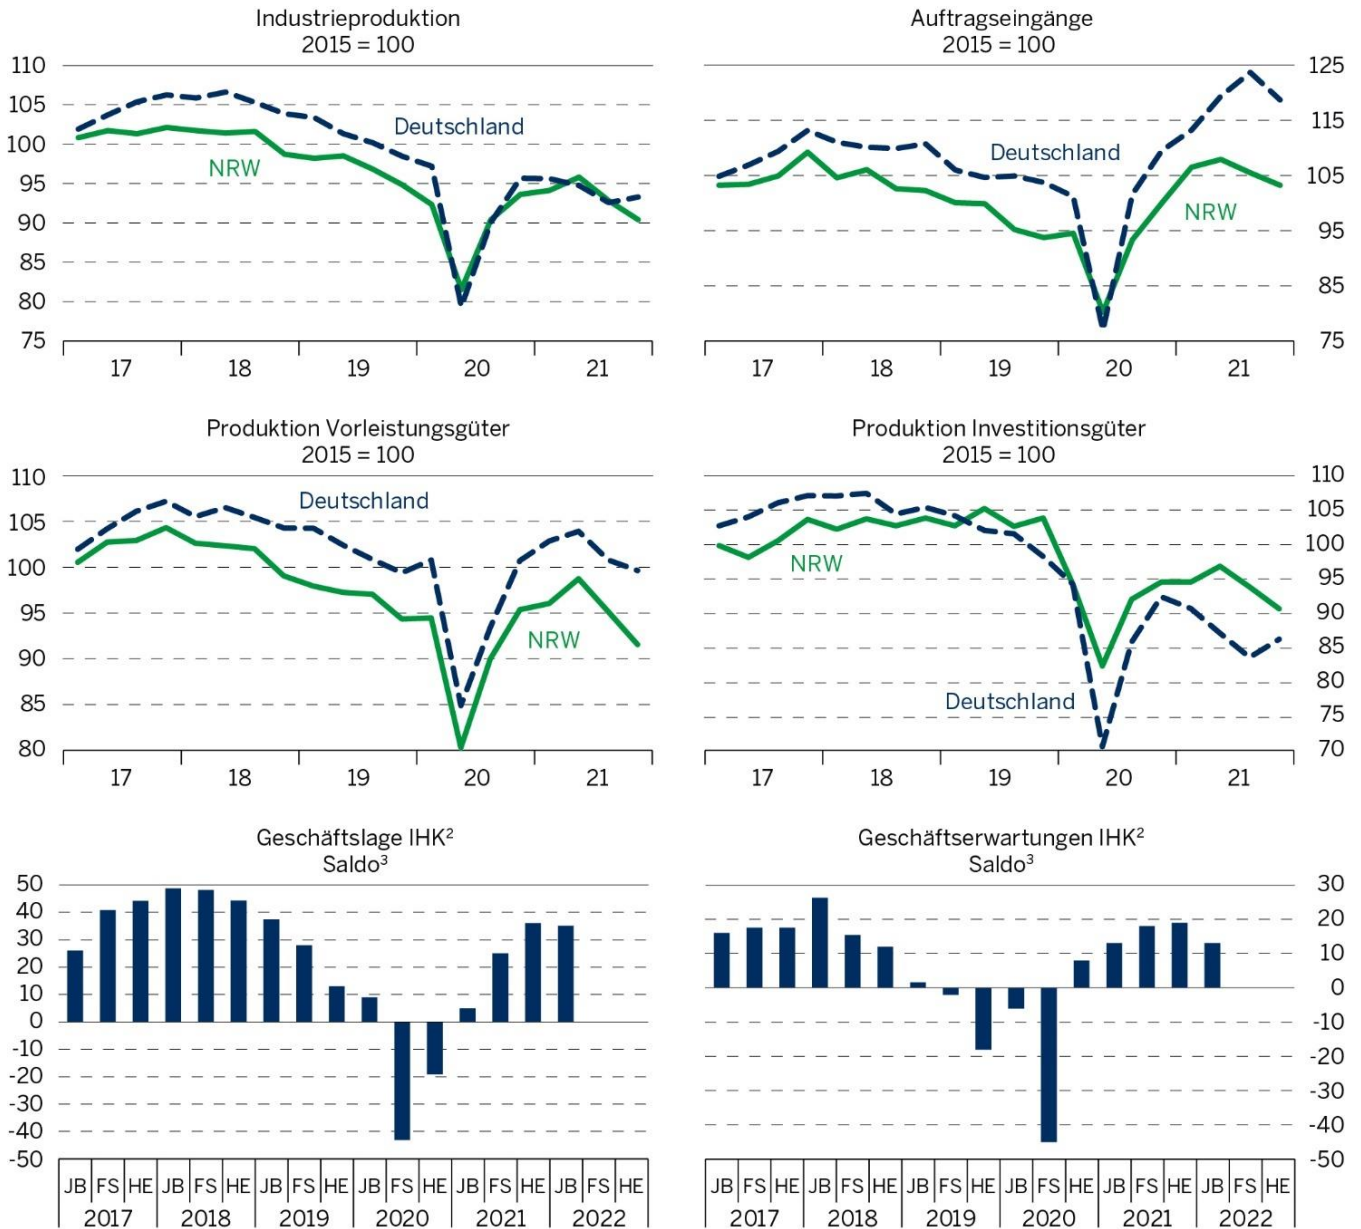 Industrieproduktion
2015 = 100
110
105
100
95
90
85
80
75
Deutschland
NRW
17 18 19 20 21
Auftragseingänge
2015 = 100
125
115
105
95
85
75
Deutschland
NRW
17 18 19 20 21
Produktion Vorleistungsgüter
2015 = 100
110
105
100
95
90
85
80
Deutschland
NRW
17 18 19 20 21
Produktion Investitionsgüter
2015 = 100
110
105
100
95
90
85
80
75
70
NRW
Deutschland
17 18 19 20 21
Geschäftslage IHK²
Saldo³
50
40
30
20
10
0
-10
-20
-30
-40
-50
JB FS HE JB FS HE JB FS HE JB FS HE JB FS HE JB FS HE
2017 2018 2019 2020 2021 2022
Geschäftserwartungen IHK²
Saldo³
30
20
10
0
-10
-20
-30
-40
-50
JB FS HE JB FS HE JB FS HE JB FS HE JB FS HE JB FS HE
2017 2018 2019 2020 2021 2022